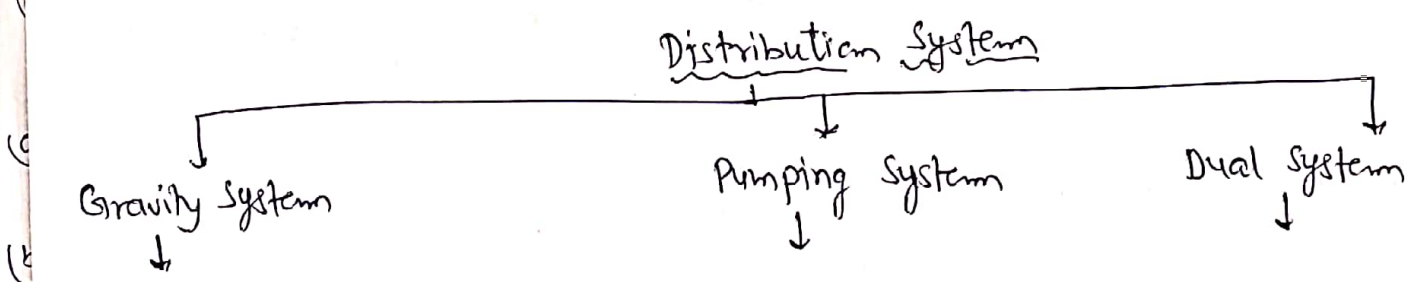 Distribution System
Gravity System
Pumping System
Dual System